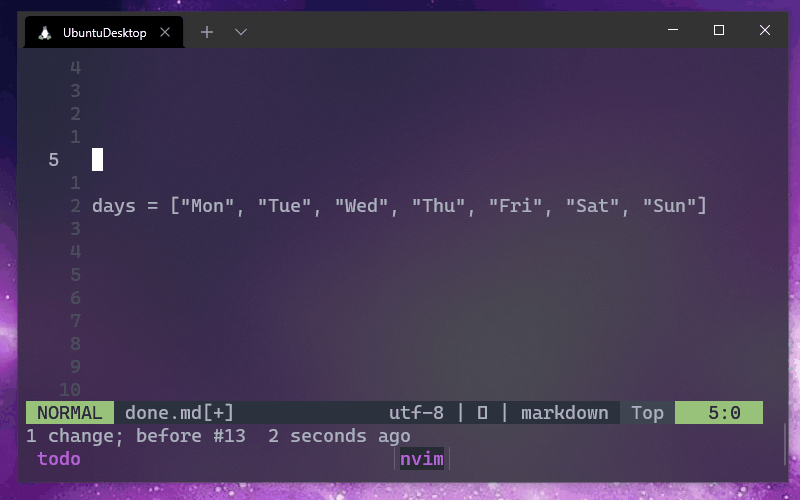 UbuntuDesktop
4
3
2
1
5
1
2 days = ["Mon", "Tue", "Wed", "Thu", "Fri", "Sat", "Sun"]
3
4
5
6
7
8
9
10
NORMAL done.md[+] utf-8 | ▯ | markdown Top 5:0
1 change; before #13 2 seconds ago
todo nvim